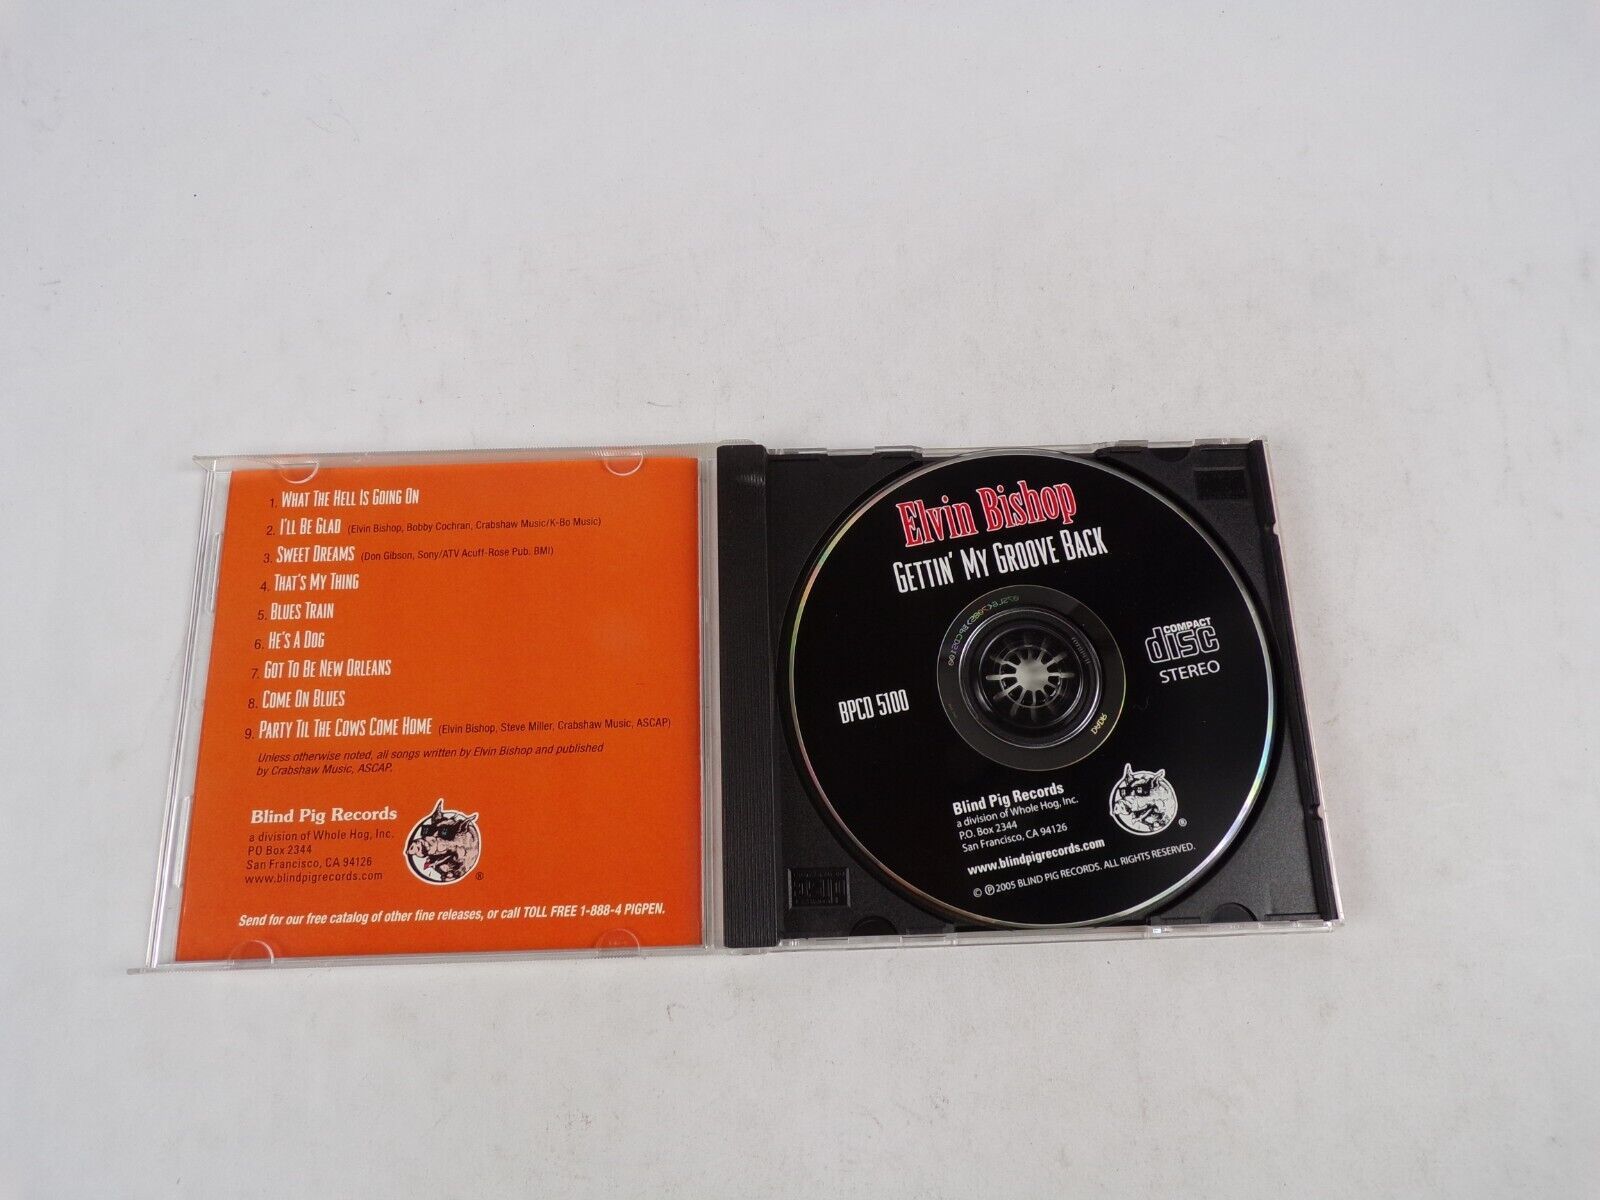 1. WHAT THE HELL IS GOING ON
2. I'LL BE GLAD (Elvin Bishop, Bobby Cochran, Crabshaw Music/K-Bo Music)
3. SWEET DREAMS (Don Gibson, Sony/ATV Acuff-Rose Pub. BMI)
4. THAT'S MY THING
5. BLUES TRAIN
6. HE'S A DOG
7. GOT TO BE NEW ORLEANS
8. COME ON BLUES
9. PARTY TIL THE COWS COME HOME (Elvin Bishop, Steve Miller, Crabshaw Music, ASCAP)
Unless otherwise noted, all songs written by Elvin Bishop and published
by Crabshaw Music, ASCAP.
Blind Pig Records
a division of Whole Hog, Inc.
PO Box 2344
San Francisco, CA 94126
www.blindpigrecords.com
®
Send for our free catalog of other fine releases, or call TOLL FREE 1-888-4 PIGPEN.
Elvin Bishop
GETTIN' MY GROOVE BACK
COMPACT
disc
STEREO
BPCD 5100
Blind Pig Records
a division of Whole Hog, Inc.
P.O. Box 2344
San Francisco, CA 94126
www.blindpigrecords.com
®
© ℗ 2005 BLIND PIG RECORDS. ALL RIGHTS RESERVED.